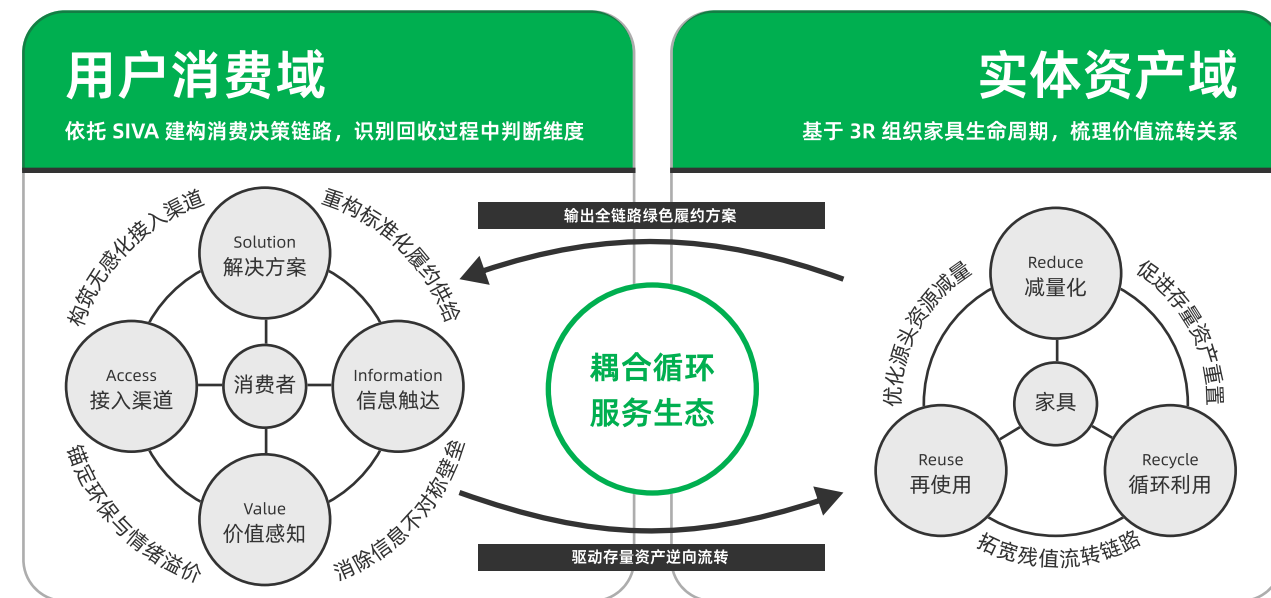 用户消费域
依托 SIVA 建构消费决策链路，识别回收过程中判断维度
实体资产域
基于 3R 组织家具生命周期，梳理价值流转关系
构筑无感化接入渠道
重构标准化履约供给
Solution
解决方案
Access
接入渠道
消费者
Information
信息触达
Value
价值感知
锚定环保与情绪溢价
消除信息不对称壁垒
输出全链路绿色履约方案
耦合循环
服务生态
驱动存量资产逆向流转
优化源头资源减量
促进存量资产重置
Reduce
减量化
家具
Reuse
再使用
Recycle
循环利用
拓宽残值流转链路